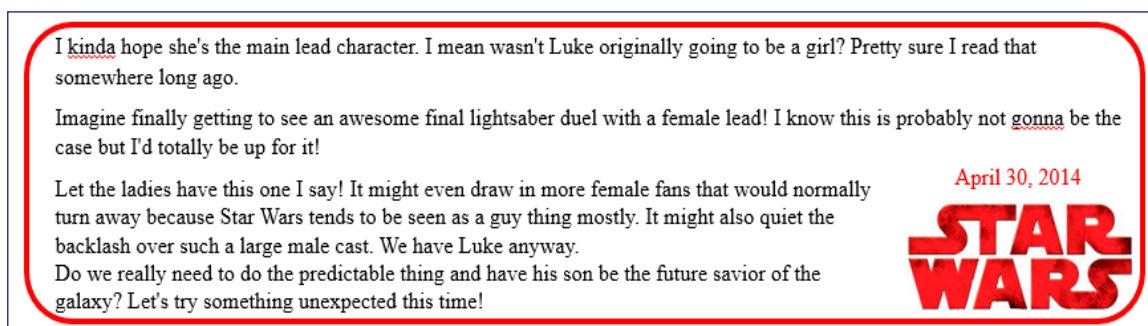 I kinda hope she's the main lead character. I mean wasn't Luke originally going to be a girl? Pretty sure I read that
somewhere long ago.
Imagine finally getting to see an awesome final lightsaber duel with a female lead! I know this is probably not gonna be the
case but I'd totally be up for it!
Let the ladies have this one I say! It might even draw in more female fans that would normally
turn away because Star Wars tends to be seen as a guy thing mostly. It might also quiet the
backlash over such a large male cast. We have Luke anyway.
Do we really need to do the predictable thing and have his son be the future savior of the
galaxy? Let's try something unexpected this time!
April 30, 2014
STAR
WARS